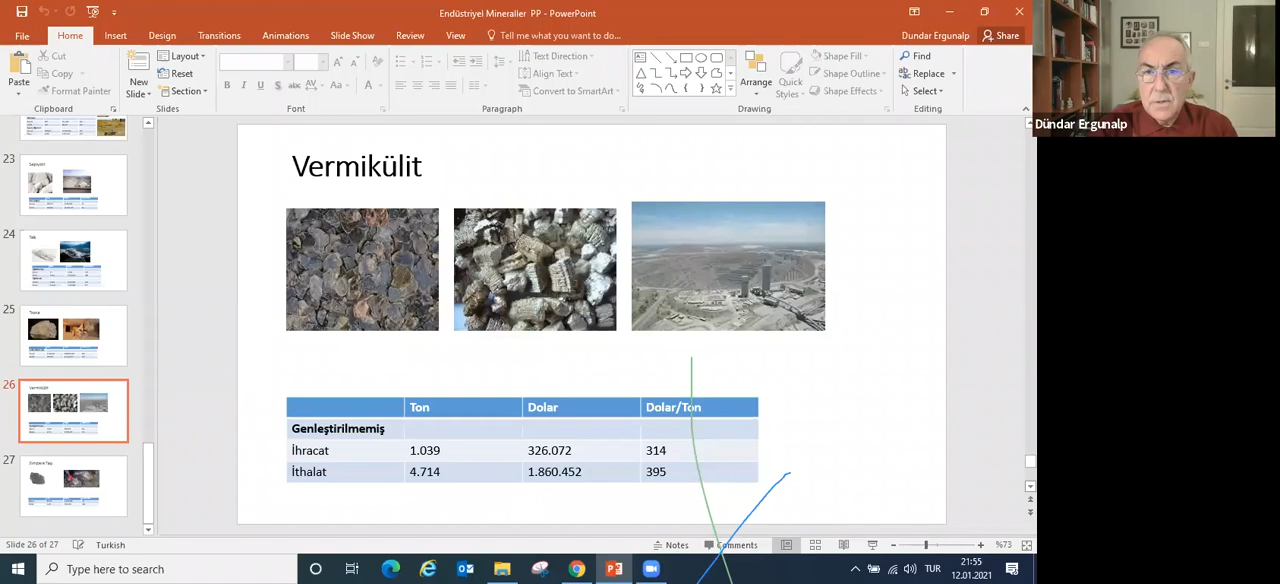 Endüstriyel Mineraller PP - PowerPoint
File Home Insert Design Transitions Animations Slide Show Review View Tell me what you want to do... Dundar Ergunalp Share
Cut
Copy
Format Painter
Paste
Clipboard
New Slide
Layout
Reset
Section
Slides
Font
Paragraph
Text Direction
Align Text
Convert to SmartArt
Arrange
Quick Styles
Shape Fill
Shape Outline
Shape Effects
Drawing
Find
Replace
Select
Editing
Dündar Ergunalp
23
24
25
26
27
Vermikülit
Ton Dolar Dolar/Ton
Genleştirilmemiş
İhracat 1.039 326.072 314
İthalat 4.714 1.860.452 395
Slide 26 of 27 Turkish Notes Comments %73
Type here to search
TUR
21:55
12.01.2021